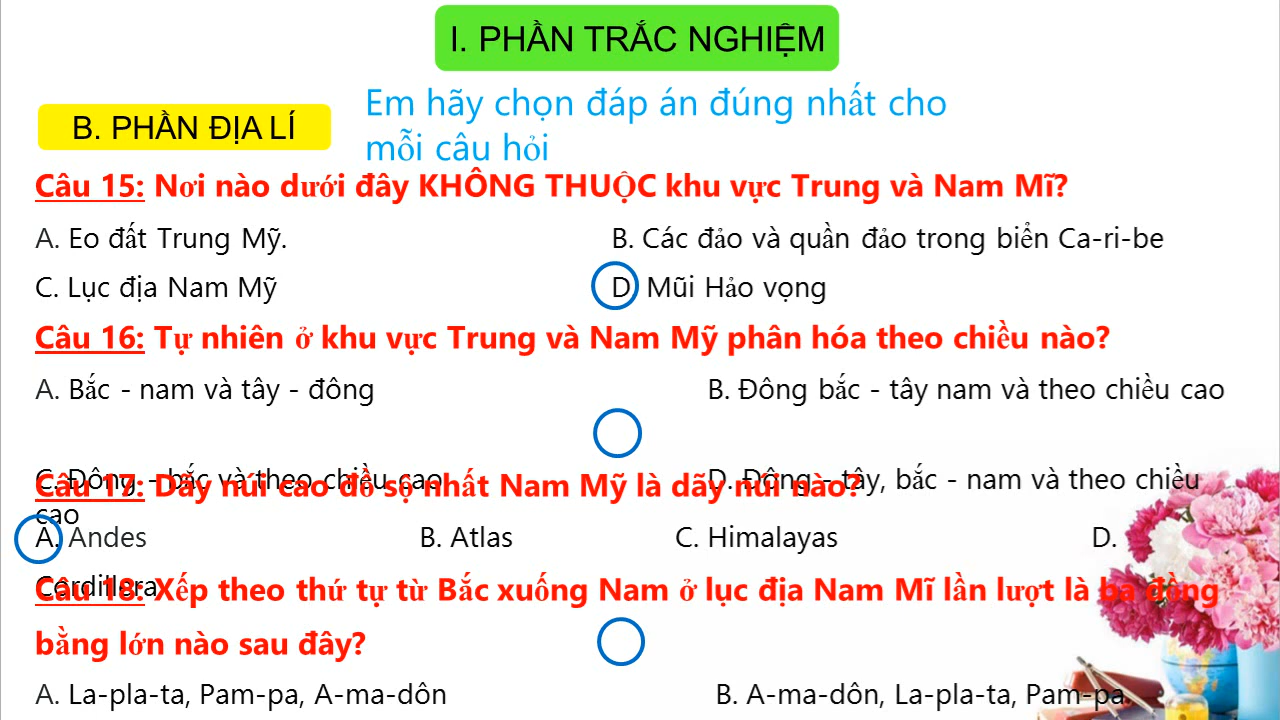 I. PHẦN TRẮC NGHIỆM
B. PHẦN ĐỊA LÍ
Em hãy chọn đáp án đúng nhất cho
mỗi câu hỏi
Câu 15: Nơi nào dưới đây KHÔNG THUỘC khu vực Trung và Nam Mĩ?
A. Eo đất Trung Mỹ. B. Các đảo và quần đảo trong biển Ca-ri-be
C. Lục địa Nam Mỹ D. Mũi Hảo vọng
Câu 16: Tự nhiên ở khu vực Trung và Nam Mỹ phân hóa theo chiều nào?
A. Bắc - nam và tây - đông B. Đông bắc - tây nam và theo chiều cao
C. Đông - bắc và theo chiều cao D. Đông - tây, bắc - nam và theo chiều
cao
Câu 17: Dãy núi cao đồ sộ nhất Nam Mỹ là dãy núi nào?
A. Andes B. Atlas C. Himalayas D.
Cordillera
Câu 18: Xếp theo thứ tự từ Bắc xuống Nam ở lục địa Nam Mĩ lần lượt là ba đồng
bằng lớn nào sau đây?
A. La-pla-ta, Pam-pa, A-ma-dôn B. A-ma-dôn, La-pla-ta, Pam-pa.